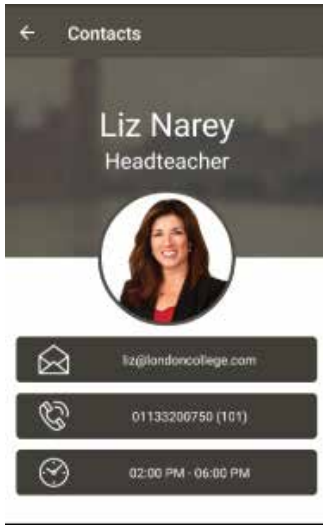 Contacts
Liz Narey
Headteacher
liz@londoncollege.com
01133200750 (101)
02:00 PM - 06:00 PM